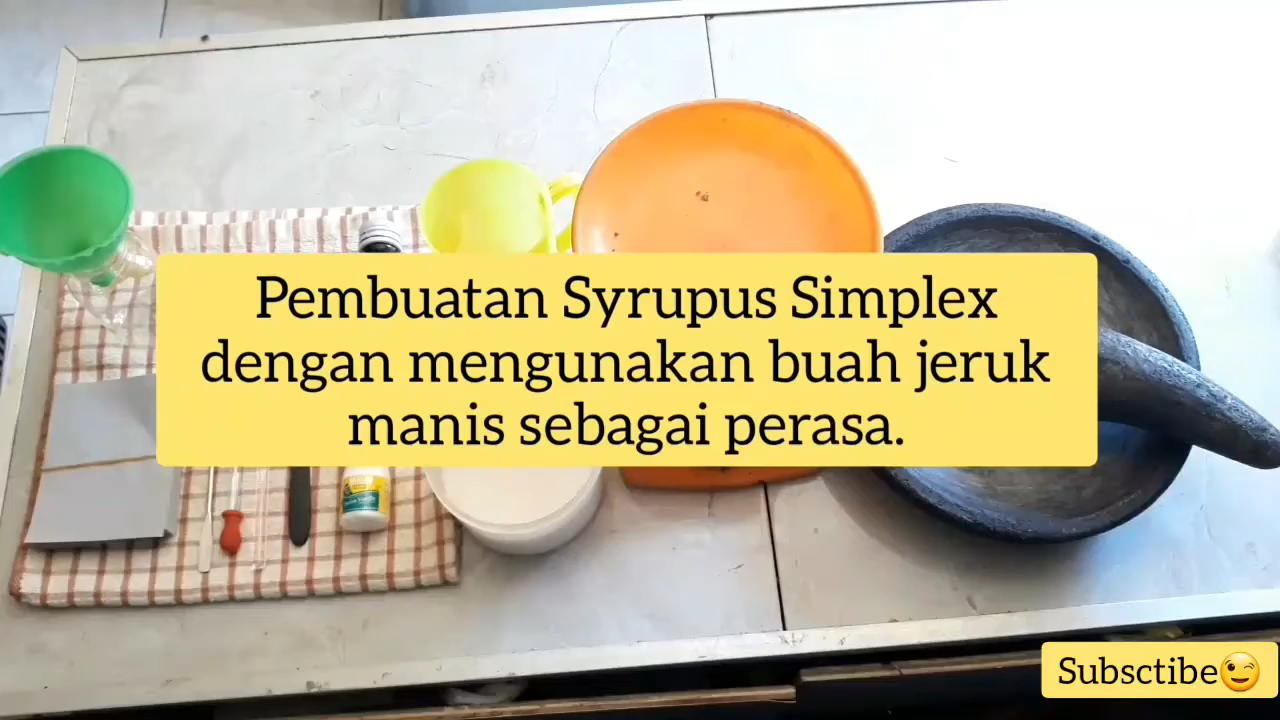 Pembuatan Syrupus Simplex
dengan mengunakan buah jeruk
manis sebagai perasa.
Subsctibe😉